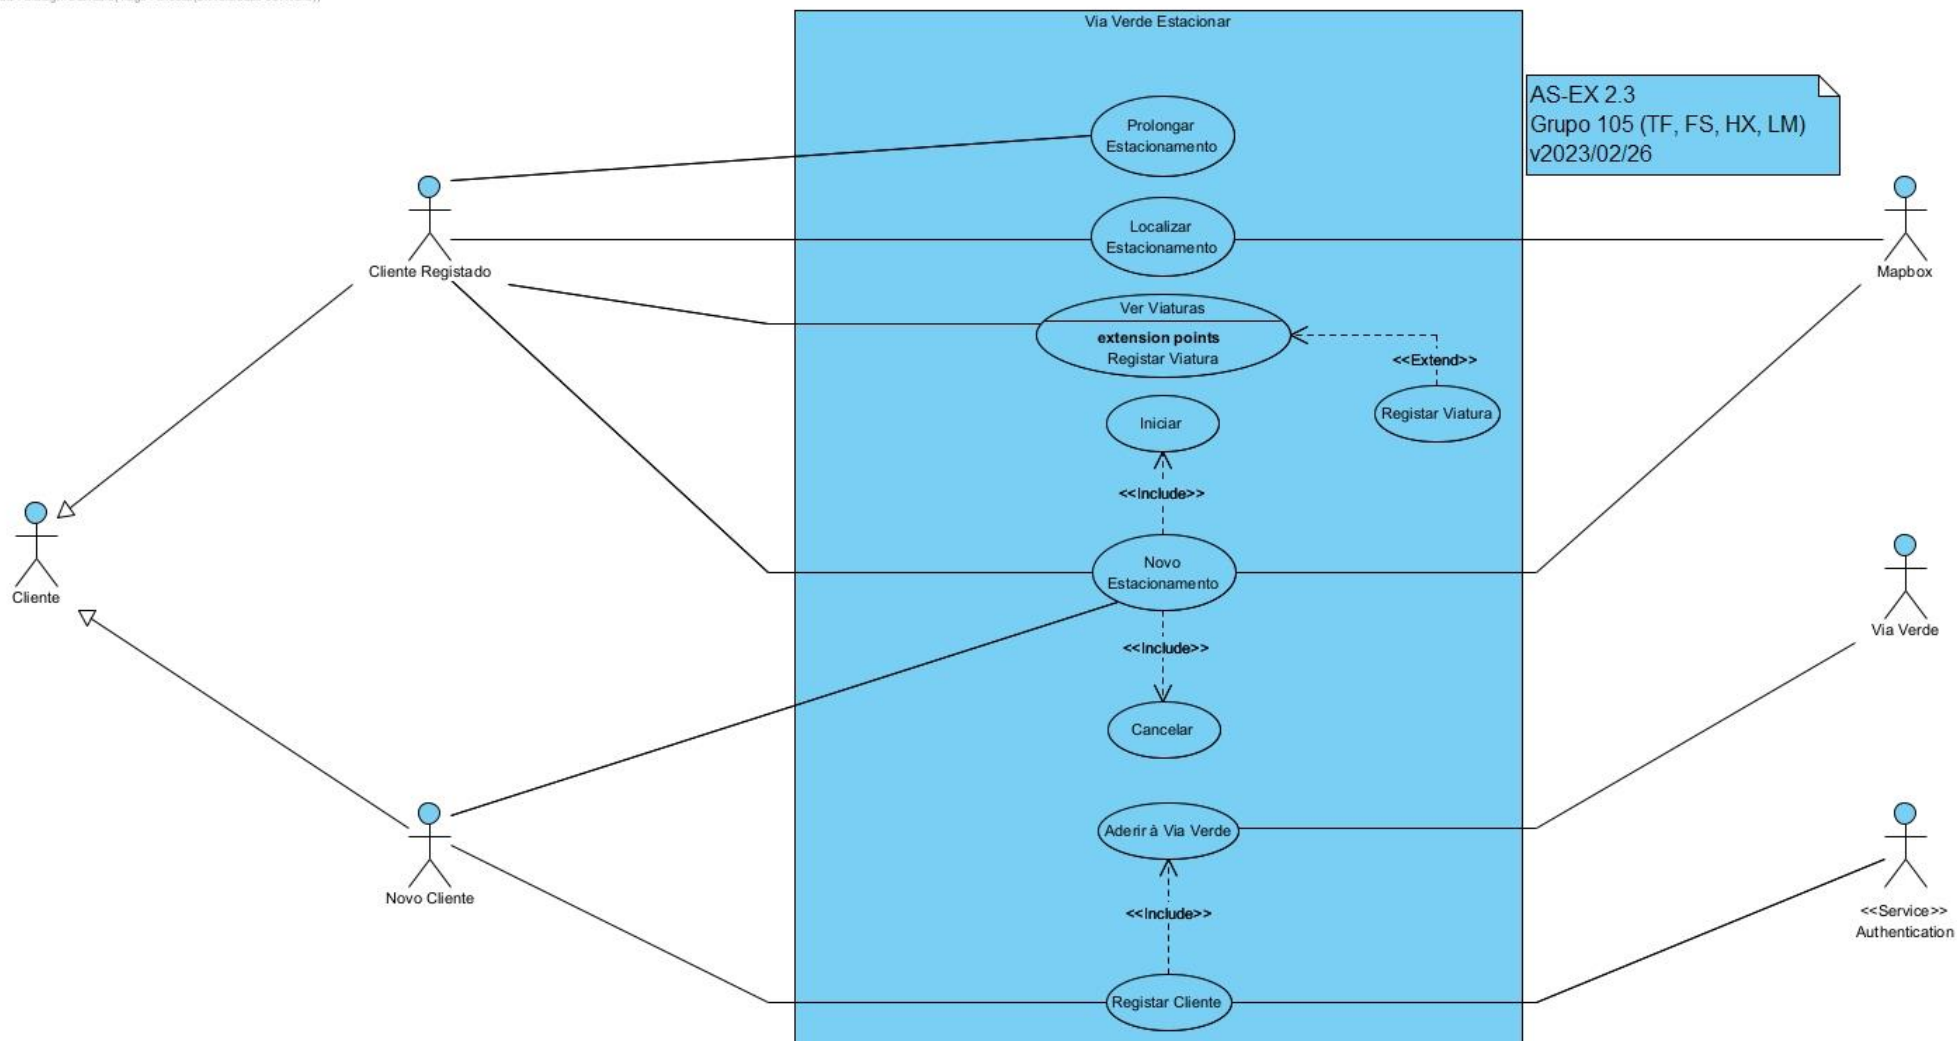 Via Verde Estacionar
AS-EX 2.3
Grupo 105 (TF, FS, HX, LM)
v2023/02/26
Prolongar
Estacionamento
Localizar
Estacionamento
Cliente Registado
Mapbox
Ver Viaturas
extension points
Registar Viatura
<<Extend>>
Registar Viatura
Iniciar
<<Include>>
Novo
Estacionamento
Cliente
Via Verde
<<Include>>
Cancelar
Aderir à Via Verde
Novo Cliente
<<Include>>
<<Service>>
Authentication
Registar Cliente